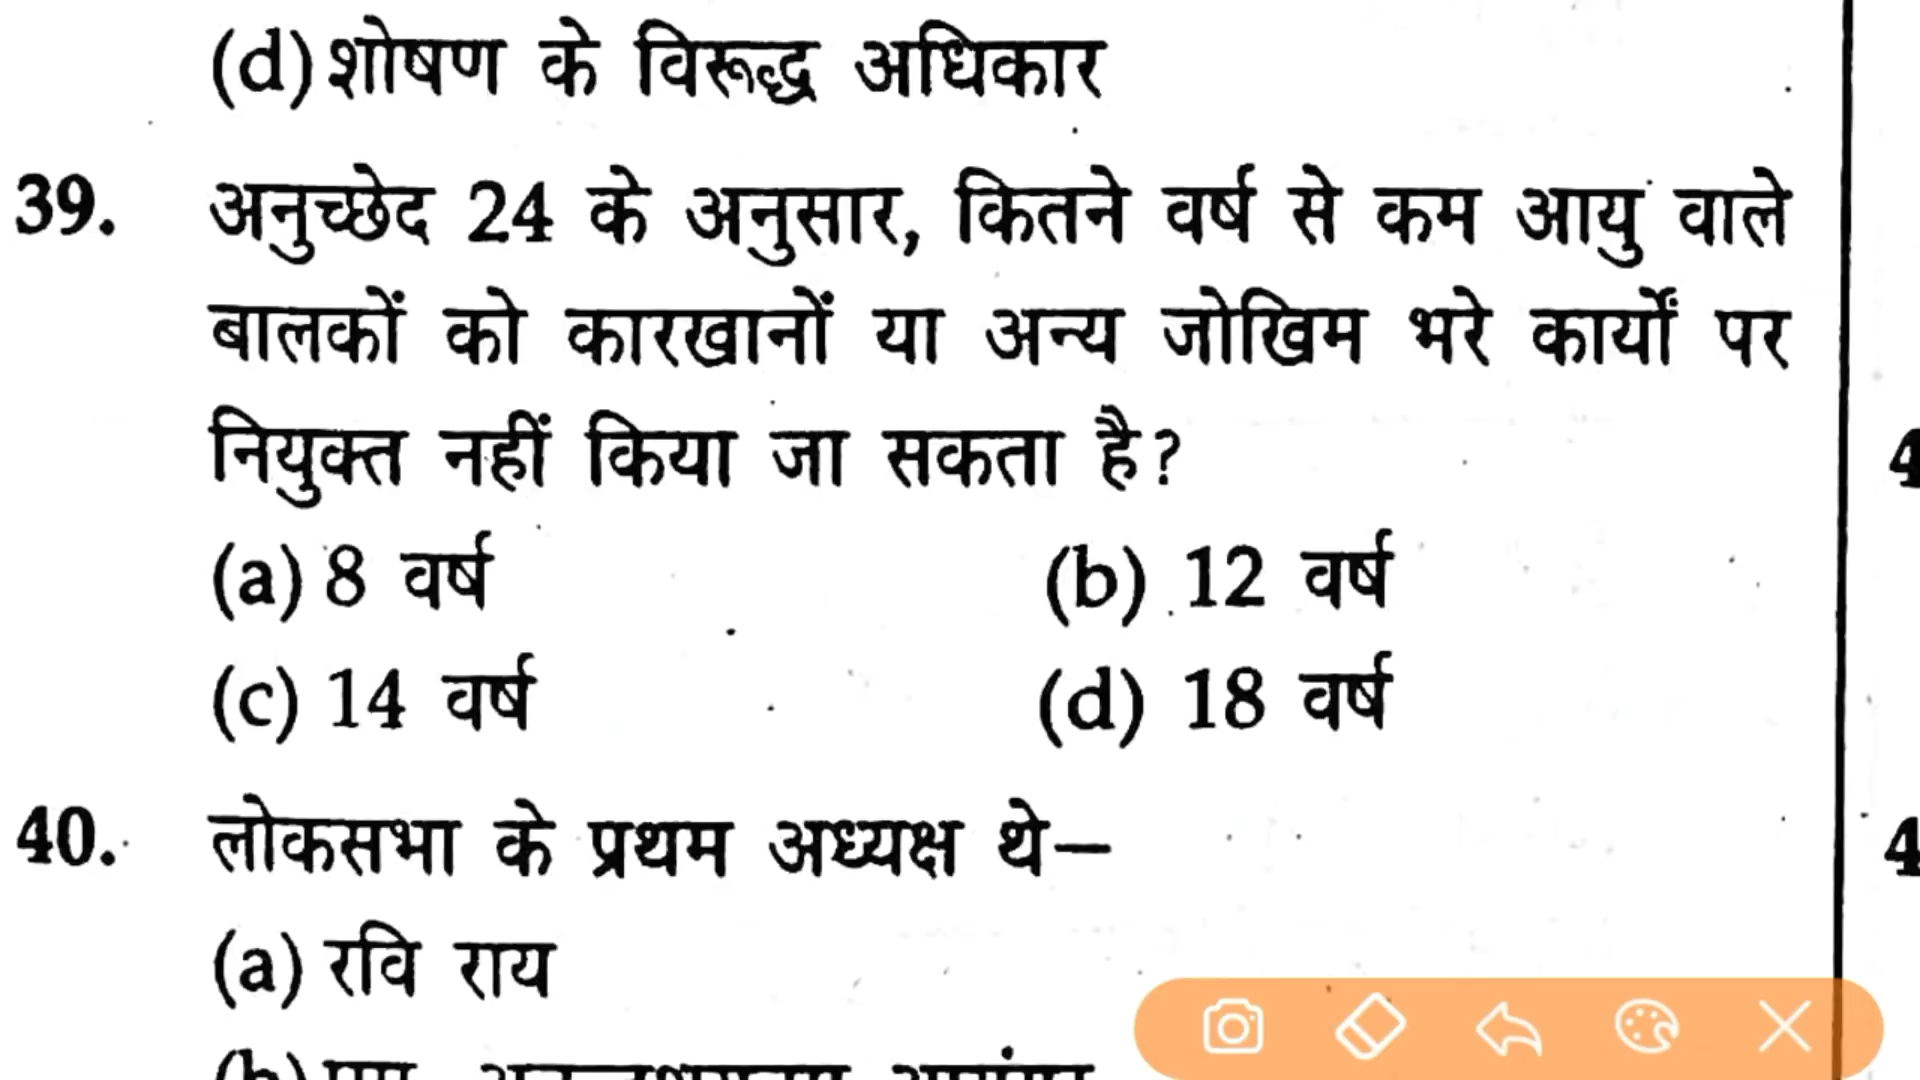 (d) शोषण के विरूद्ध अधिकार
39. अनुच्छेद 24 के अनुसार, कितने वर्ष से कम आयु वाले
बालकों को कारखानों या अन्य जोखिम भरे कार्यों पर
नियुक्त नहीं किया जा सकता है?
(a) 8 वर्ष (b) 12 वर्ष
(c) 14 वर्ष (d) 18 वर्ष
40. लोकसभा के प्रथम अध्यक्ष थे–
(a) रवि राय